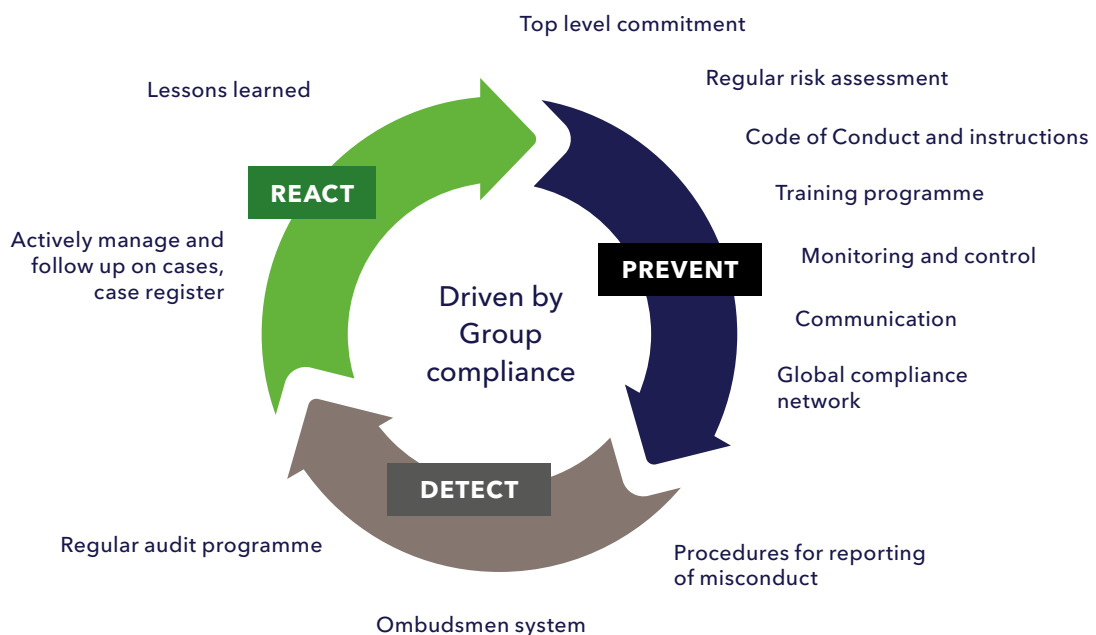 Top level commitment
Regular risk assessment
Code of Conduct and instructions
Training programme
Monitoring and control
Communication
Global compliance
network
PREVENT
Procedures for reporting
of misconduct
Ombudsmen system
Regular audit programme
DETECT
Actively manage and
follow up on cases,
case register
Lessons learned
REACT
Driven by
Group
compliance